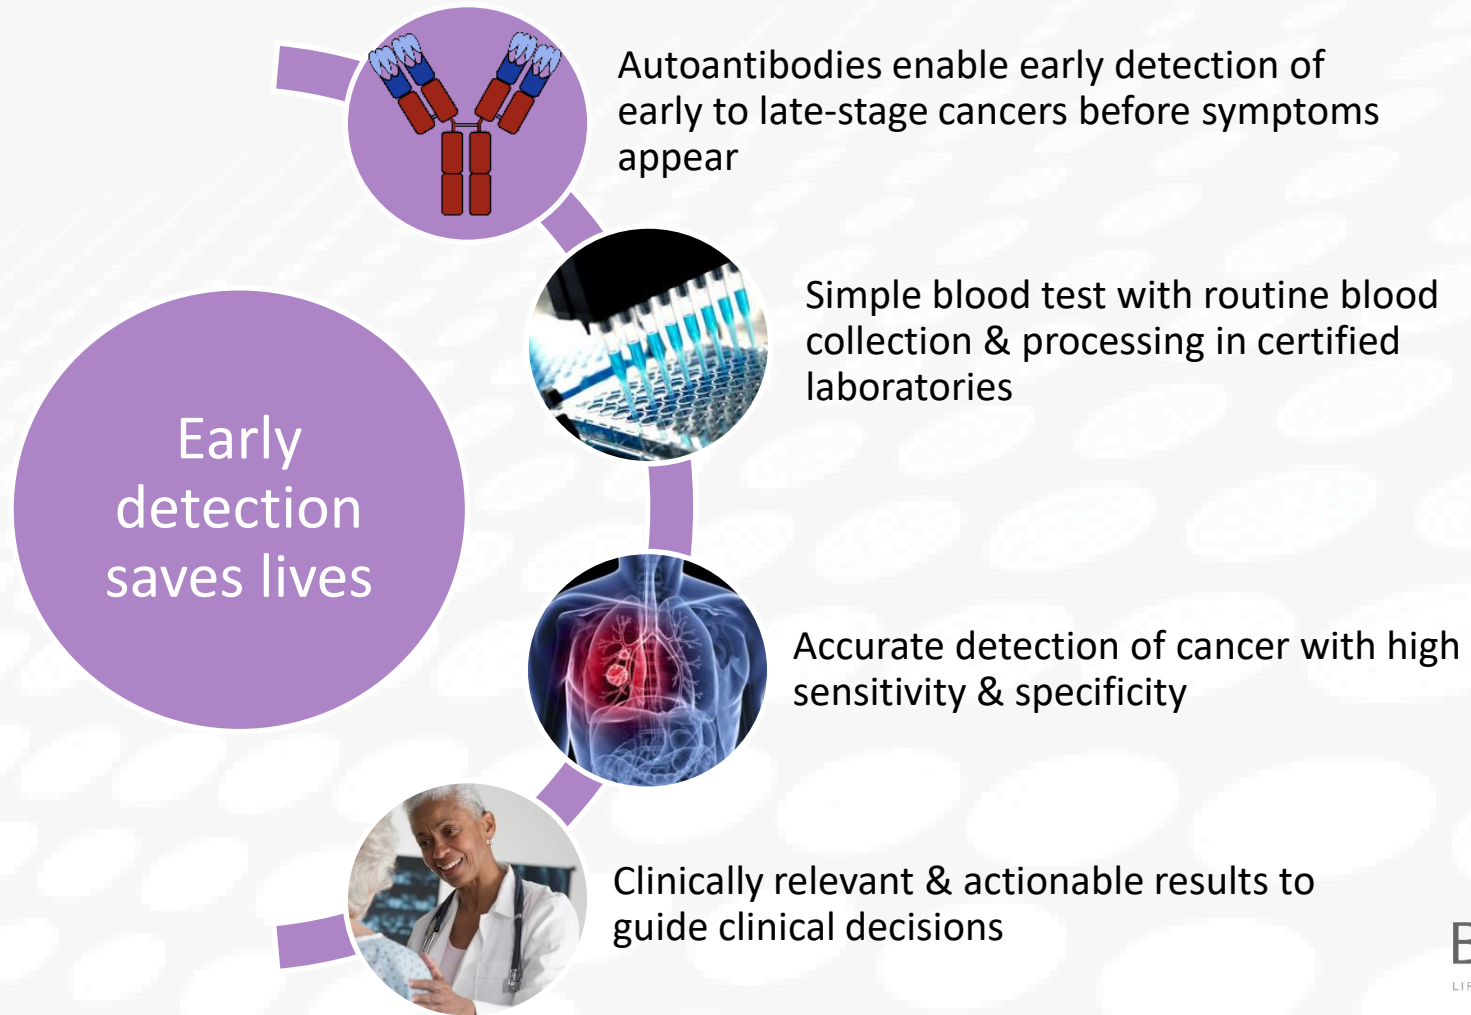 Autoantibodies enable early detection of
early to late-stage cancers before symptoms
appear
Simple blood test with routine blood
collection & processing in certified
laboratories
Early
detection
saves lives
Accurate detection of cancer with high
sensitivity & specificity
Clinically relevant & actionable results to
guide clinical decisions